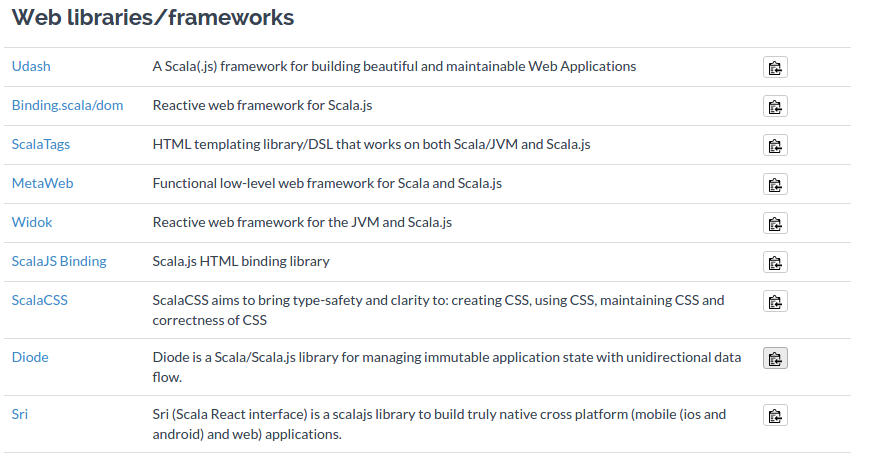 Web libraries/frameworks
Udash A Scala(.js) framework for building beautiful and maintainable Web Applications
Binding.scala/dom Reactive web framework for Scala.js
ScalaTags HTML templating library/DSL that works on both Scala/JVM and Scala.js
MetaWeb Functional low-level web framework for Scala and Scala.js
Widok Reactive web framework for the JVM and Scala.js
ScalaJS Binding Scala.js HTML binding library
ScalaCSS ScalaCSS aims to bring type-safety and clarity to: creating CSS, using CSS, maintaining CSS and
correctness of CSS
Diode Diode is a Scala/Scala.js library for managing immutable application state with unidirectional data
flow.
Sri Sri (Scala React interface) is a scalajs library to build truly native cross platform (mobile (ios and
android) and web) applications.